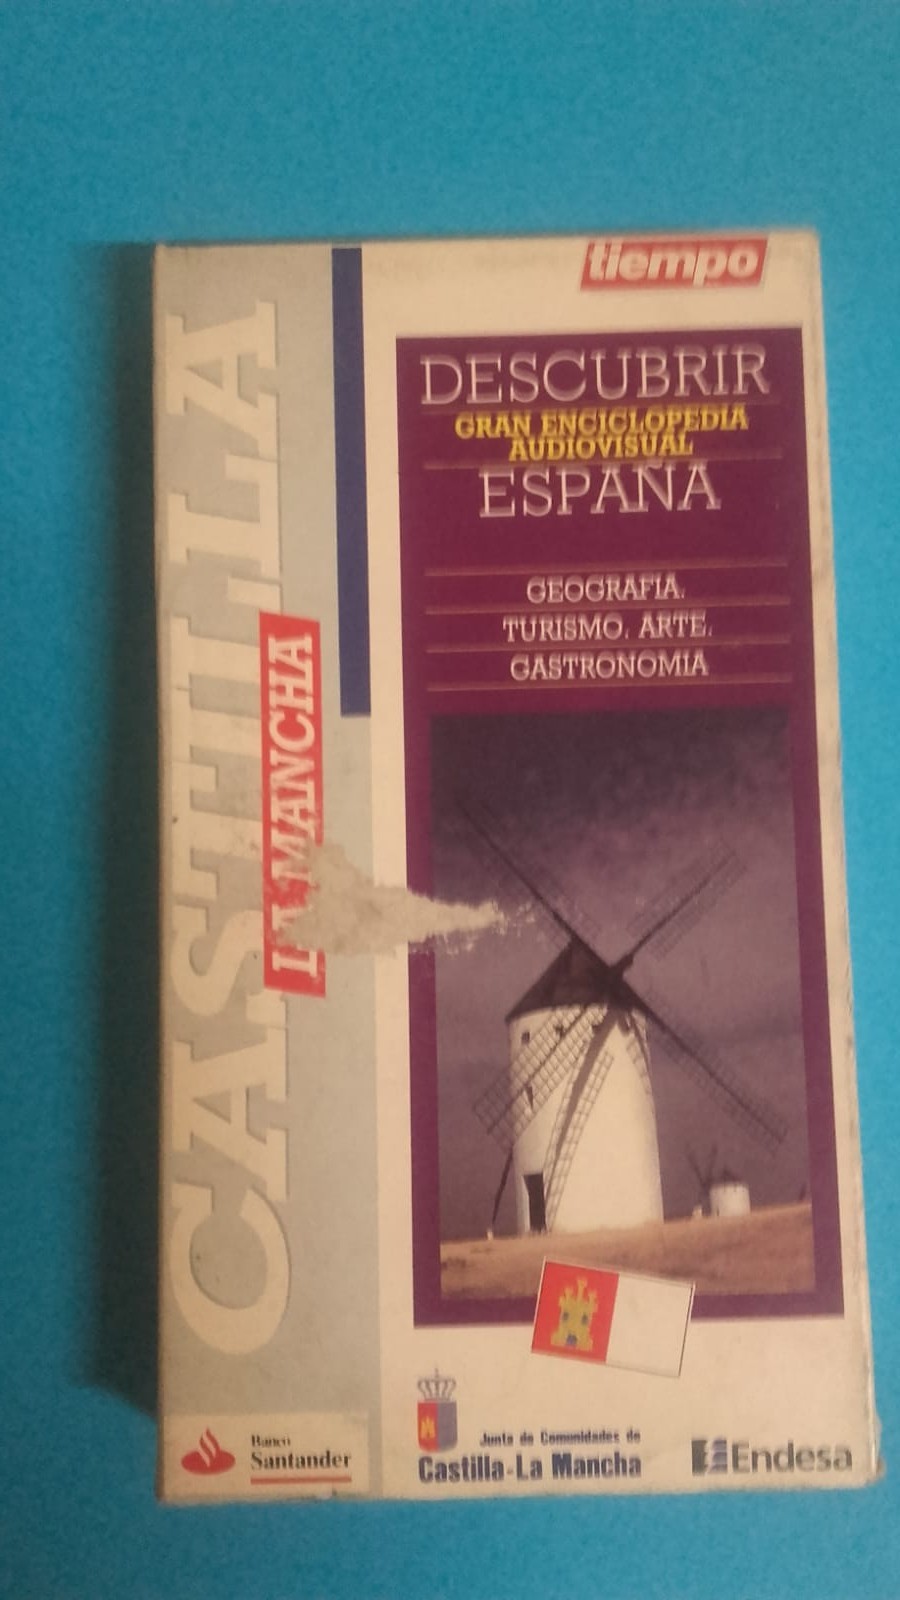 tiempo
DESCUBRIR
GRAN ENCICLOPEDIA
AUDIOVISUAL
ESPAÑA
GEOGRAFIA.
TURISMO. ARTE.
GASTRONOMIA
CASTILLA
LA MANCHA
Banco
Santander
Junta de Comunidades de
Castilla-La Mancha
Endesa